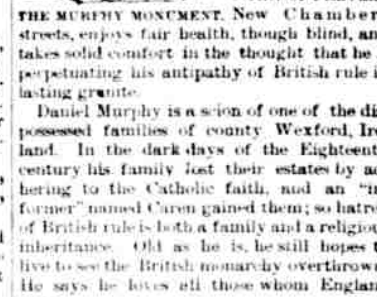 THE MURPHY MONUMENT. New Chamber
streets, enjoys fair health, though blind, an
takes solid comfort in the thought that he
perpetuating his antipathy of British rule i
lasting granite.
Daniel Murphy is a scion of one of the di
possessed families of county Wexford, Ire
land. In the dark days of the Eighteent
century his family lost their estates by ad
hering to the Catholic faith, and an "in
former" named Caren gained them; so hatre
of British rule is both a family and a religiou
inheritance. Old as he is, he still hopes t
live to see the British monarchy overthrow
He says he loves all those whom Englan